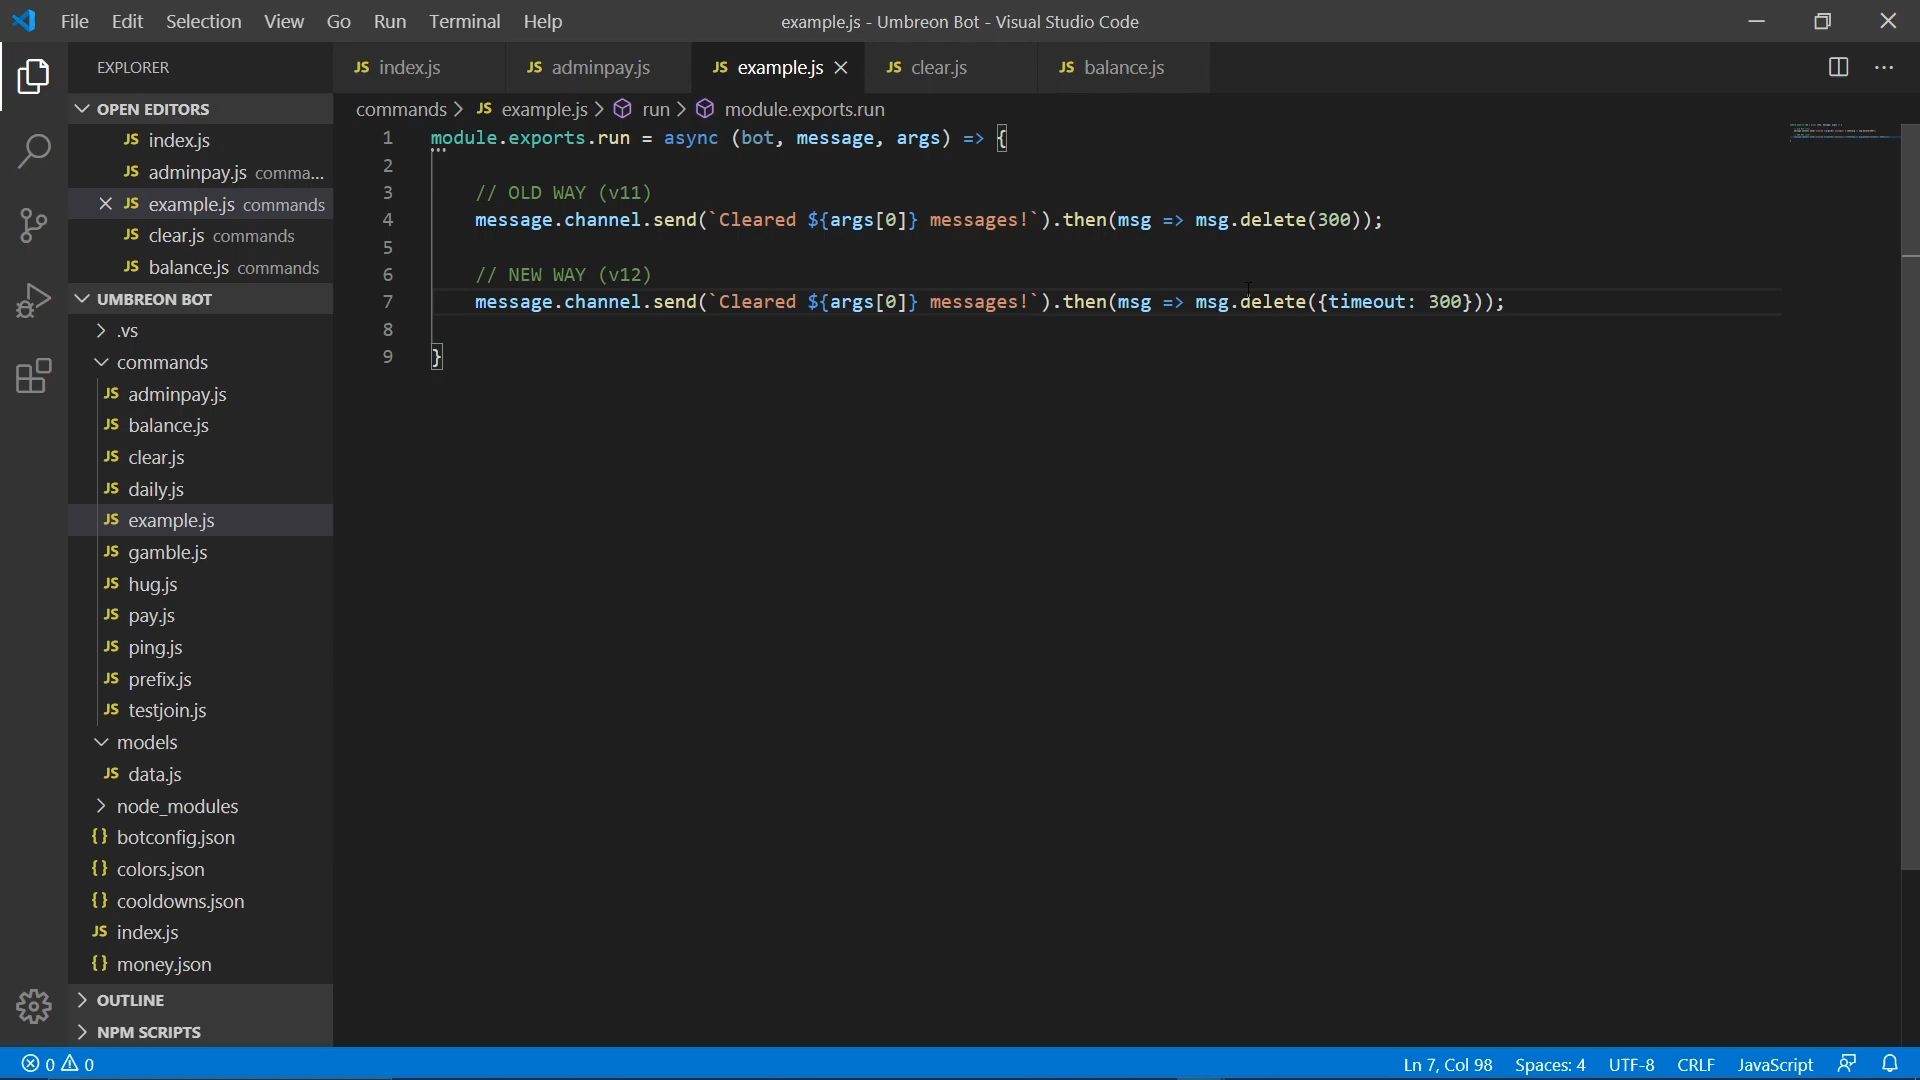 File Edit Selection View Go Run Terminal Help example.js - Umbreon Bot - Visual Studio Code
EXPLORER
JS index.js JS adminpay.js JS example.js JS clear.js JS balance.js
OPEN EDITORS
JS index.js
JS adminpay.js comma...
JS example.js commands
JS clear.js commands
JS balance.js commands
UMBREON BOT
.vs
commands
JS adminpay.js
JS balance.js
JS clear.js
JS daily.js
JS example.js
JS gamble.js
JS hug.js
JS pay.js
JS ping.js
JS prefix.js
JS testjoin.js
models
JS data.js
node_modules
{} botconfig.json
{} colors.json
{} cooldowns.json
JS index.js
{} money.json
OUTLINE
NPM SCRIPTS
commands > JS example.js > run > module.exports.run
1 module.exports.run = async (bot, message, args) => {
2
3 // OLD WAY (v11)
4 message.channel.send(`Cleared ${args[0]} messages!`).then(msg => msg.delete(300));
5
6 // NEW WAY (v12)
7 message.channel.send(`Cleared ${args[0]} messages!`).then(msg => msg.delete({timeout: 300}));
8
9 }
0 0 Ln 7, Col 98 Spaces: 4 UTF-8 CRLF JavaScript